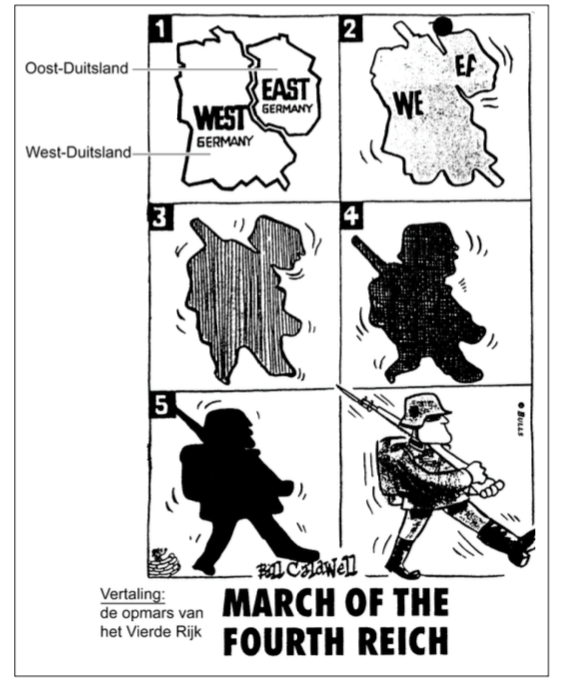 1
2
Oost-Duitsland
EAST
GERMANY
WEST
GERMANY
West-Duitsland
EA
WE
3
4
5
© BULLS
Bill Caldwell
Vertaling:
de opmars van
het Vierde Rijk
MARCH OF THE
FOURTH REICH